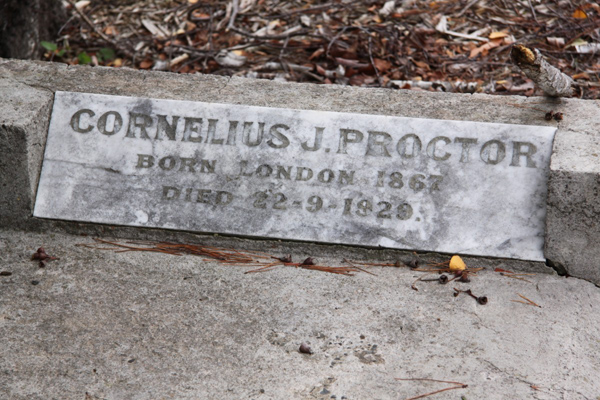 CORNELIUS J. PROCTOR
BORN LONDON 1867
DIED 22-9-1929.